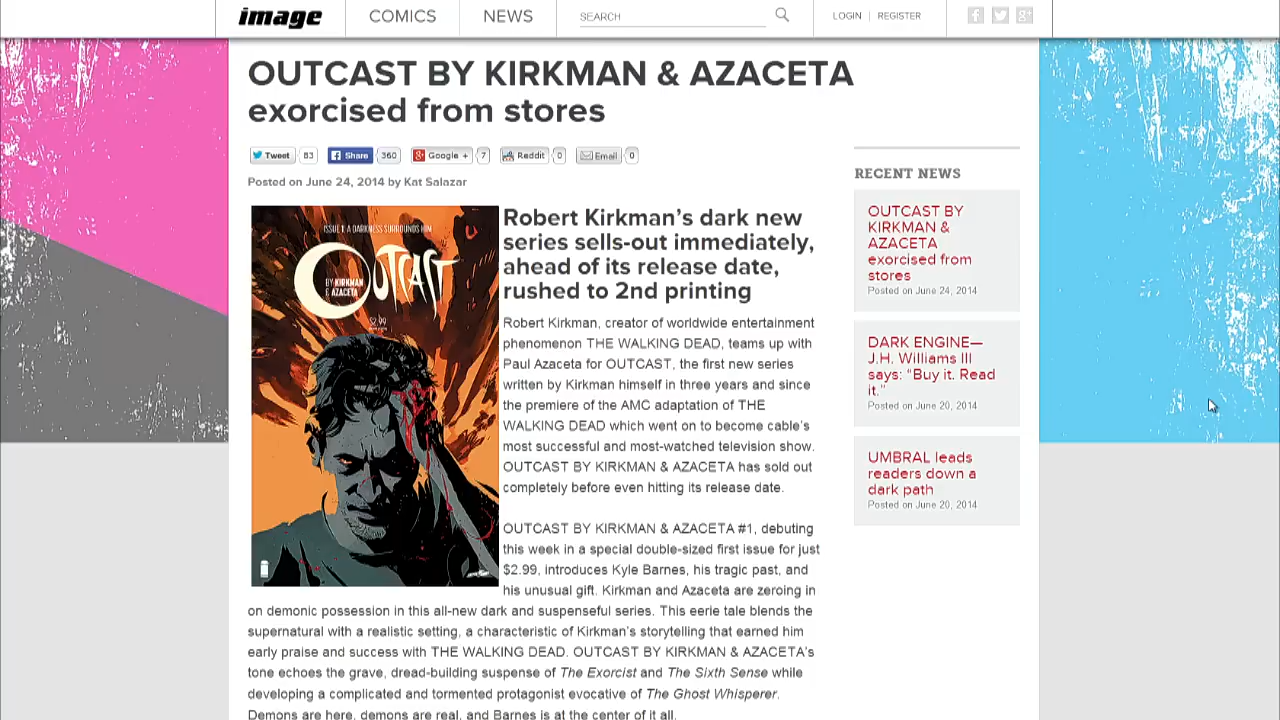 image
COMICS
NEWS
SEARCH
LOGIN | REGISTER
OUTCAST BY KIRKMAN & AZACETA
exorcised from stores
Tweet 83 Share 360 Google + 7 Reddit 0 Email 0
Posted on June 24, 2014 by Kat Salazar
ISSUE 1: A DARKNESS SURROUNDS HIM
OUTCAST
BY KIRKMAN
& AZACETA
$2.99
Robert Kirkman’s dark new
series sells-out immediately,
ahead of its release date,
rushed to 2nd printing
Robert Kirkman, creator of worldwide entertainment
phenomenon THE WALKING DEAD, teams up with
Paul Azaceta for OUTCAST, the first new series
written by Kirkman himself in three years and since
the premiere of the AMC adaptation of THE
WALKING DEAD which went on to become cable’s
most successful and most-watched television show.
OUTCAST BY KIRKMAN & AZACETA has sold out
completely before even hitting its release date.
OUTCAST BY KIRKMAN & AZACETA #1, debuting
this week in a special double-sized first issue for just
$2.99, introduces Kyle Barnes, his tragic past, and
his unusual gift. Kirkman and Azaceta are zeroing in
on demonic possession in this all-new dark and suspenseful series. This eerie tale blends the
supernatural with a realistic setting, a characteristic of Kirkman’s storytelling that earned him
early praise and success with THE WALKING DEAD. OUTCAST BY KIRKMAN & AZACETA’s
tone echoes the grave, dread-building suspense of The Exorcist and The Sixth Sense while
developing a complicated and tormented protagonist evocative of The Ghost Whisperer.
Demons are here, demons are real, and Barnes is at the center of it all.
RECENT NEWS
OUTCAST BY
KIRKMAN &
AZACETA
exorcised from
stores
Posted on June 24, 2014
DARK ENGINE—
J.H. Williams III
says: “Buy it. Read
it.”
Posted on June 20, 2014
UMBRAL leads
readers down a
dark path
Posted on June 20, 2014